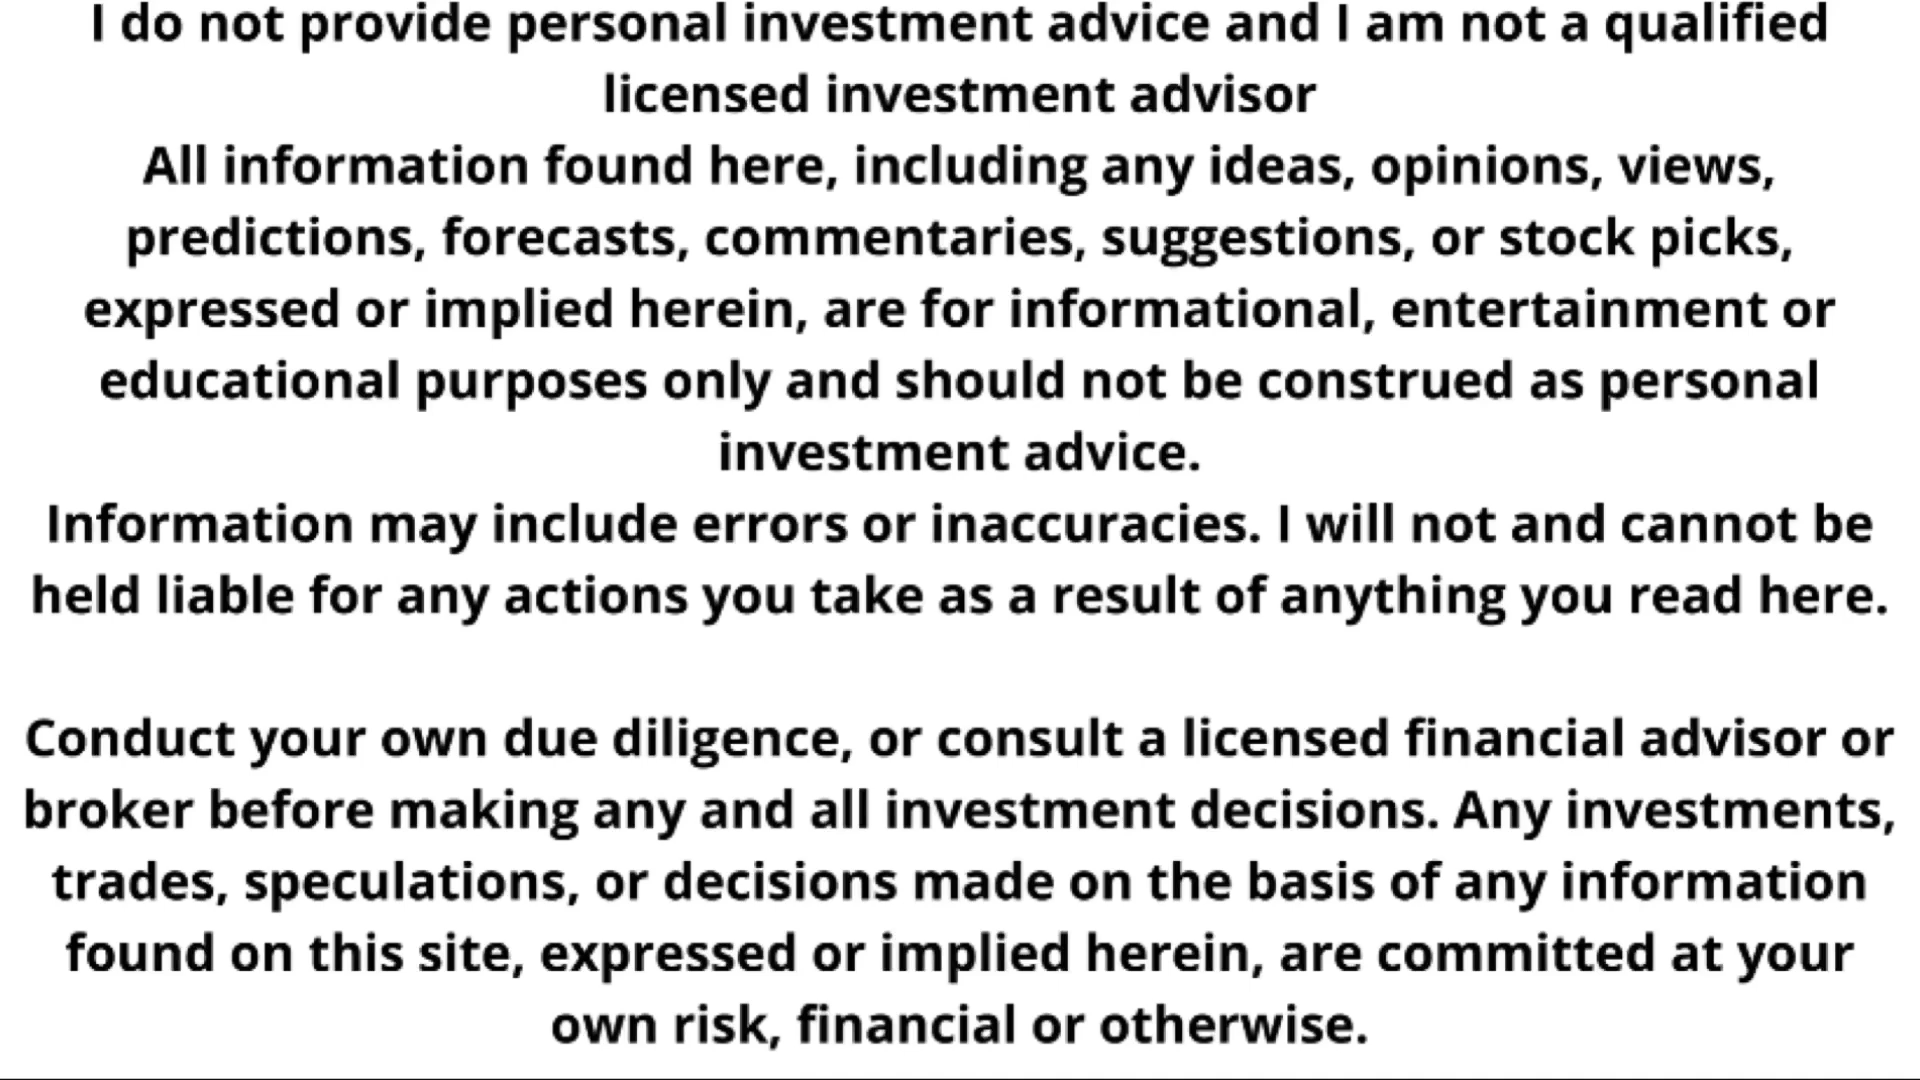 I do not provide personal investment advice and I am not a qualified
licensed investment advisor
All information found here, including any ideas, opinions, views,
predictions, forecasts, commentaries, suggestions, or stock picks,
expressed or implied herein, are for informational, entertainment or
educational purposes only and should not be construed as personal
investment advice.
Information may include errors or inaccuracies. I will not and cannot be
held liable for any actions you take as a result of anything you read here.
Conduct your own due diligence, or consult a licensed financial advisor or
broker before making any and all investment decisions. Any investments,
trades, speculations, or decisions made on the basis of any information
found on this site, expressed or implied herein, are committed at your
own risk, financial or otherwise.